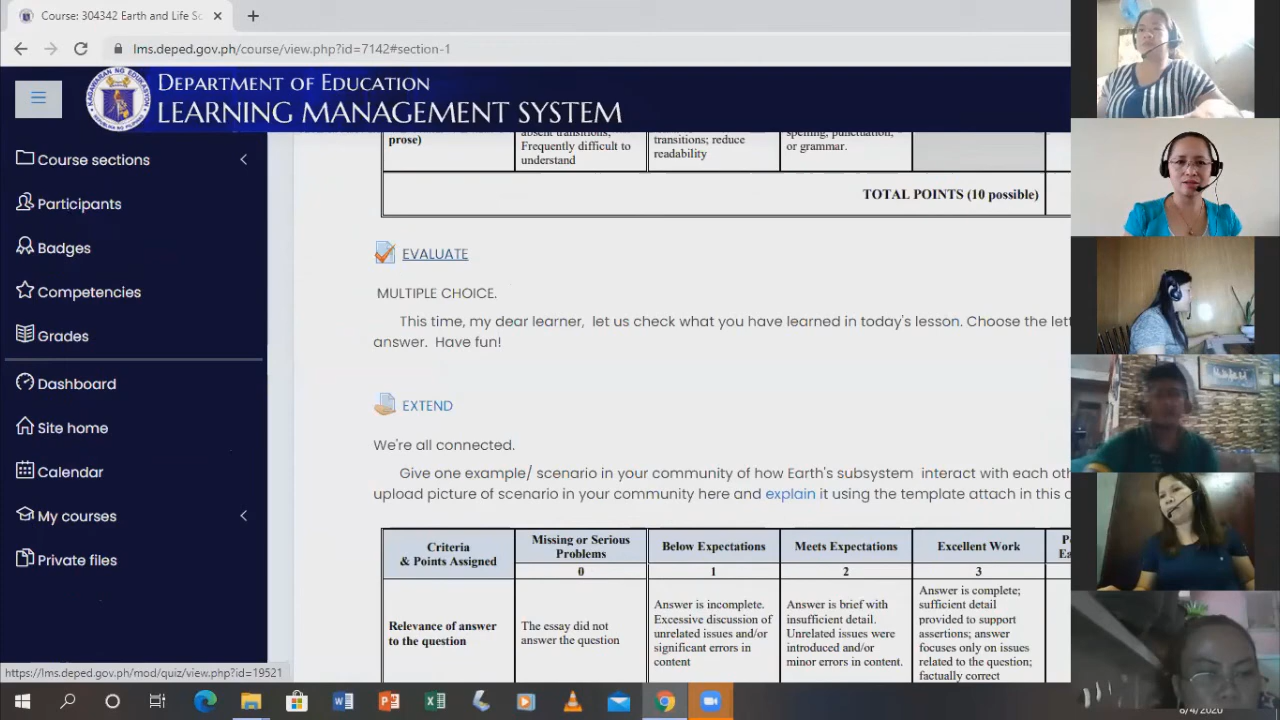 Course: 304342 Earth and Life Sc
lms.deped.gov.ph/course/view.php?id=7142#section-1
DEPARTMENT OF EDUCATION
LEARNING MANAGEMENT SYSTEM
Course sections
Participants
Badges
Competencies
Grades
Dashboard
Site home
Calendar
My courses
Private files
prose)
absent transitions,
Frequently difficult to
understand
transitions; reduce
readability
spelling, punctuation,
or grammar.
TOTAL POINTS (10 possible)
EVALUATE
MULTIPLE CHOICE.
This time, my dear learner, let us check what you have learned in today's lesson. Choose the lett
answer. Have fun!
EXTEND
We're all connected.
Give one example/ scenario in your community of how Earth's subsystem interact with each oth
upload picture of scenario in your community here and explain it using the template attach in this
Criteria
& Points Assigned
Missing or Serious
Problems
0
Below Expectations
1
Meets Expectations
2
Excellent Work
3
Relevance of answer
to the question
The essay did not
answer the question
Answer is incomplete.
Excessive discussion of
unrelated issues and/or
significant errors in
content
Answer is brief with
insufficient detail.
Unrelated issues were
introduced and/or
minor errors in content.
Answer is complete;
sufficient detail
provided to support
assertions; answer
focuses only on issues
related to the question;
factually correct
https://lms.deped.gov.ph/mod/quiz/view.php?id=19521
6/4/2020